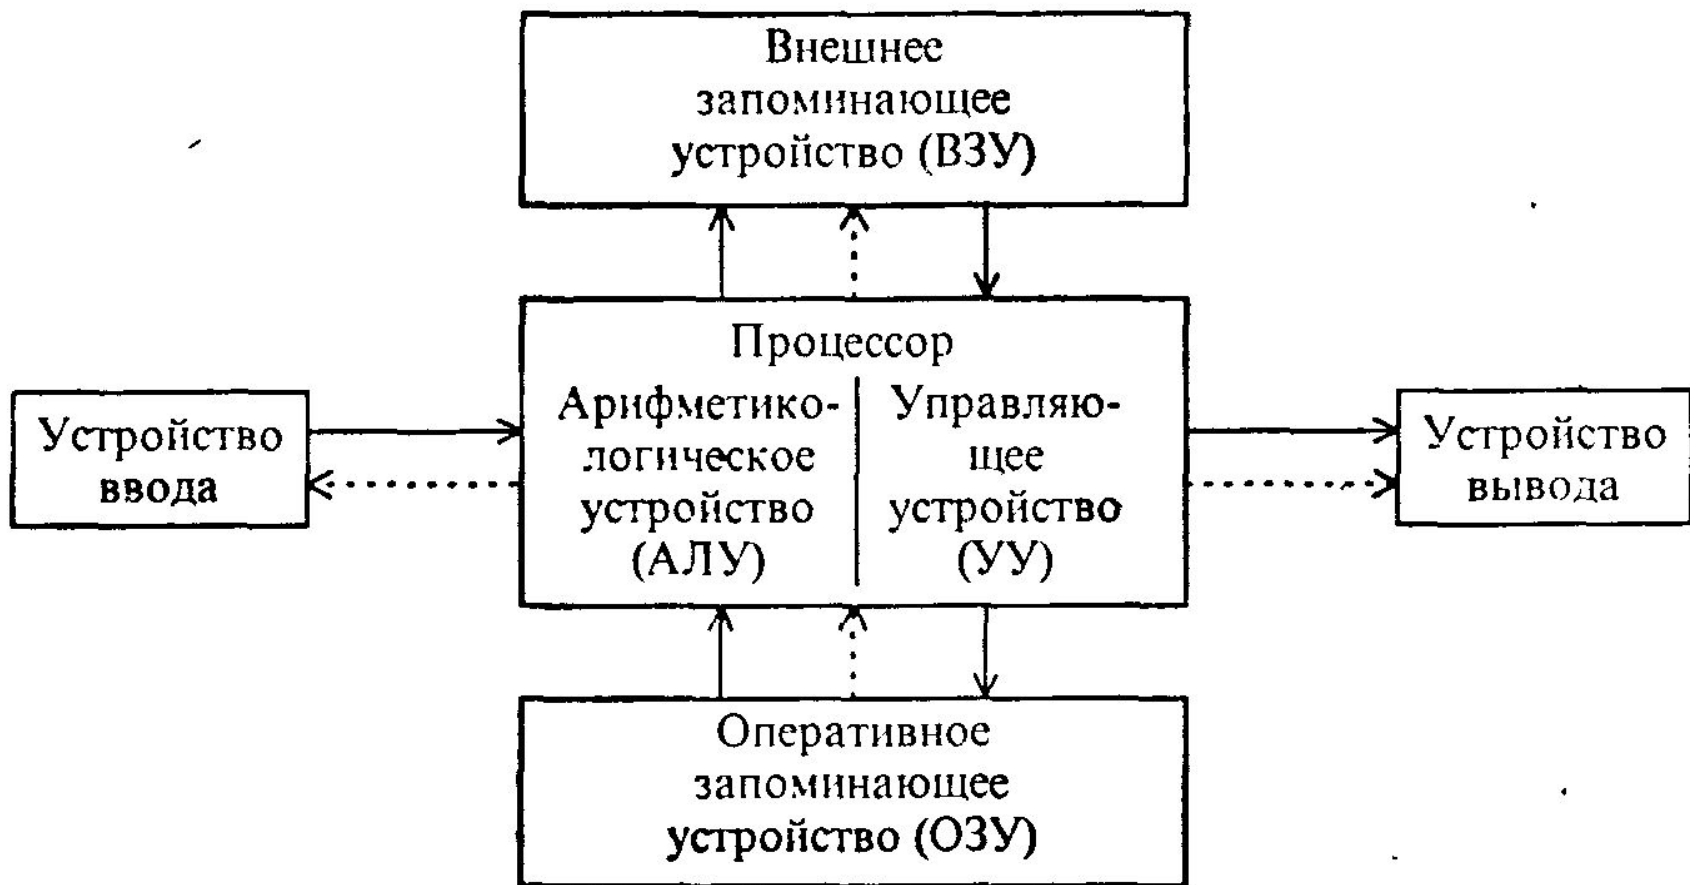 Внешнее
запоминающее
устройство (ВЗУ)
Процессор
Арифметико-
логическое
устройство
(АЛУ)
Управляю-
щее
устройство
(УУ)
Устройство
ввода
Устройство
вывода
Оперативное
запоминающее
устройство (ОЗУ)